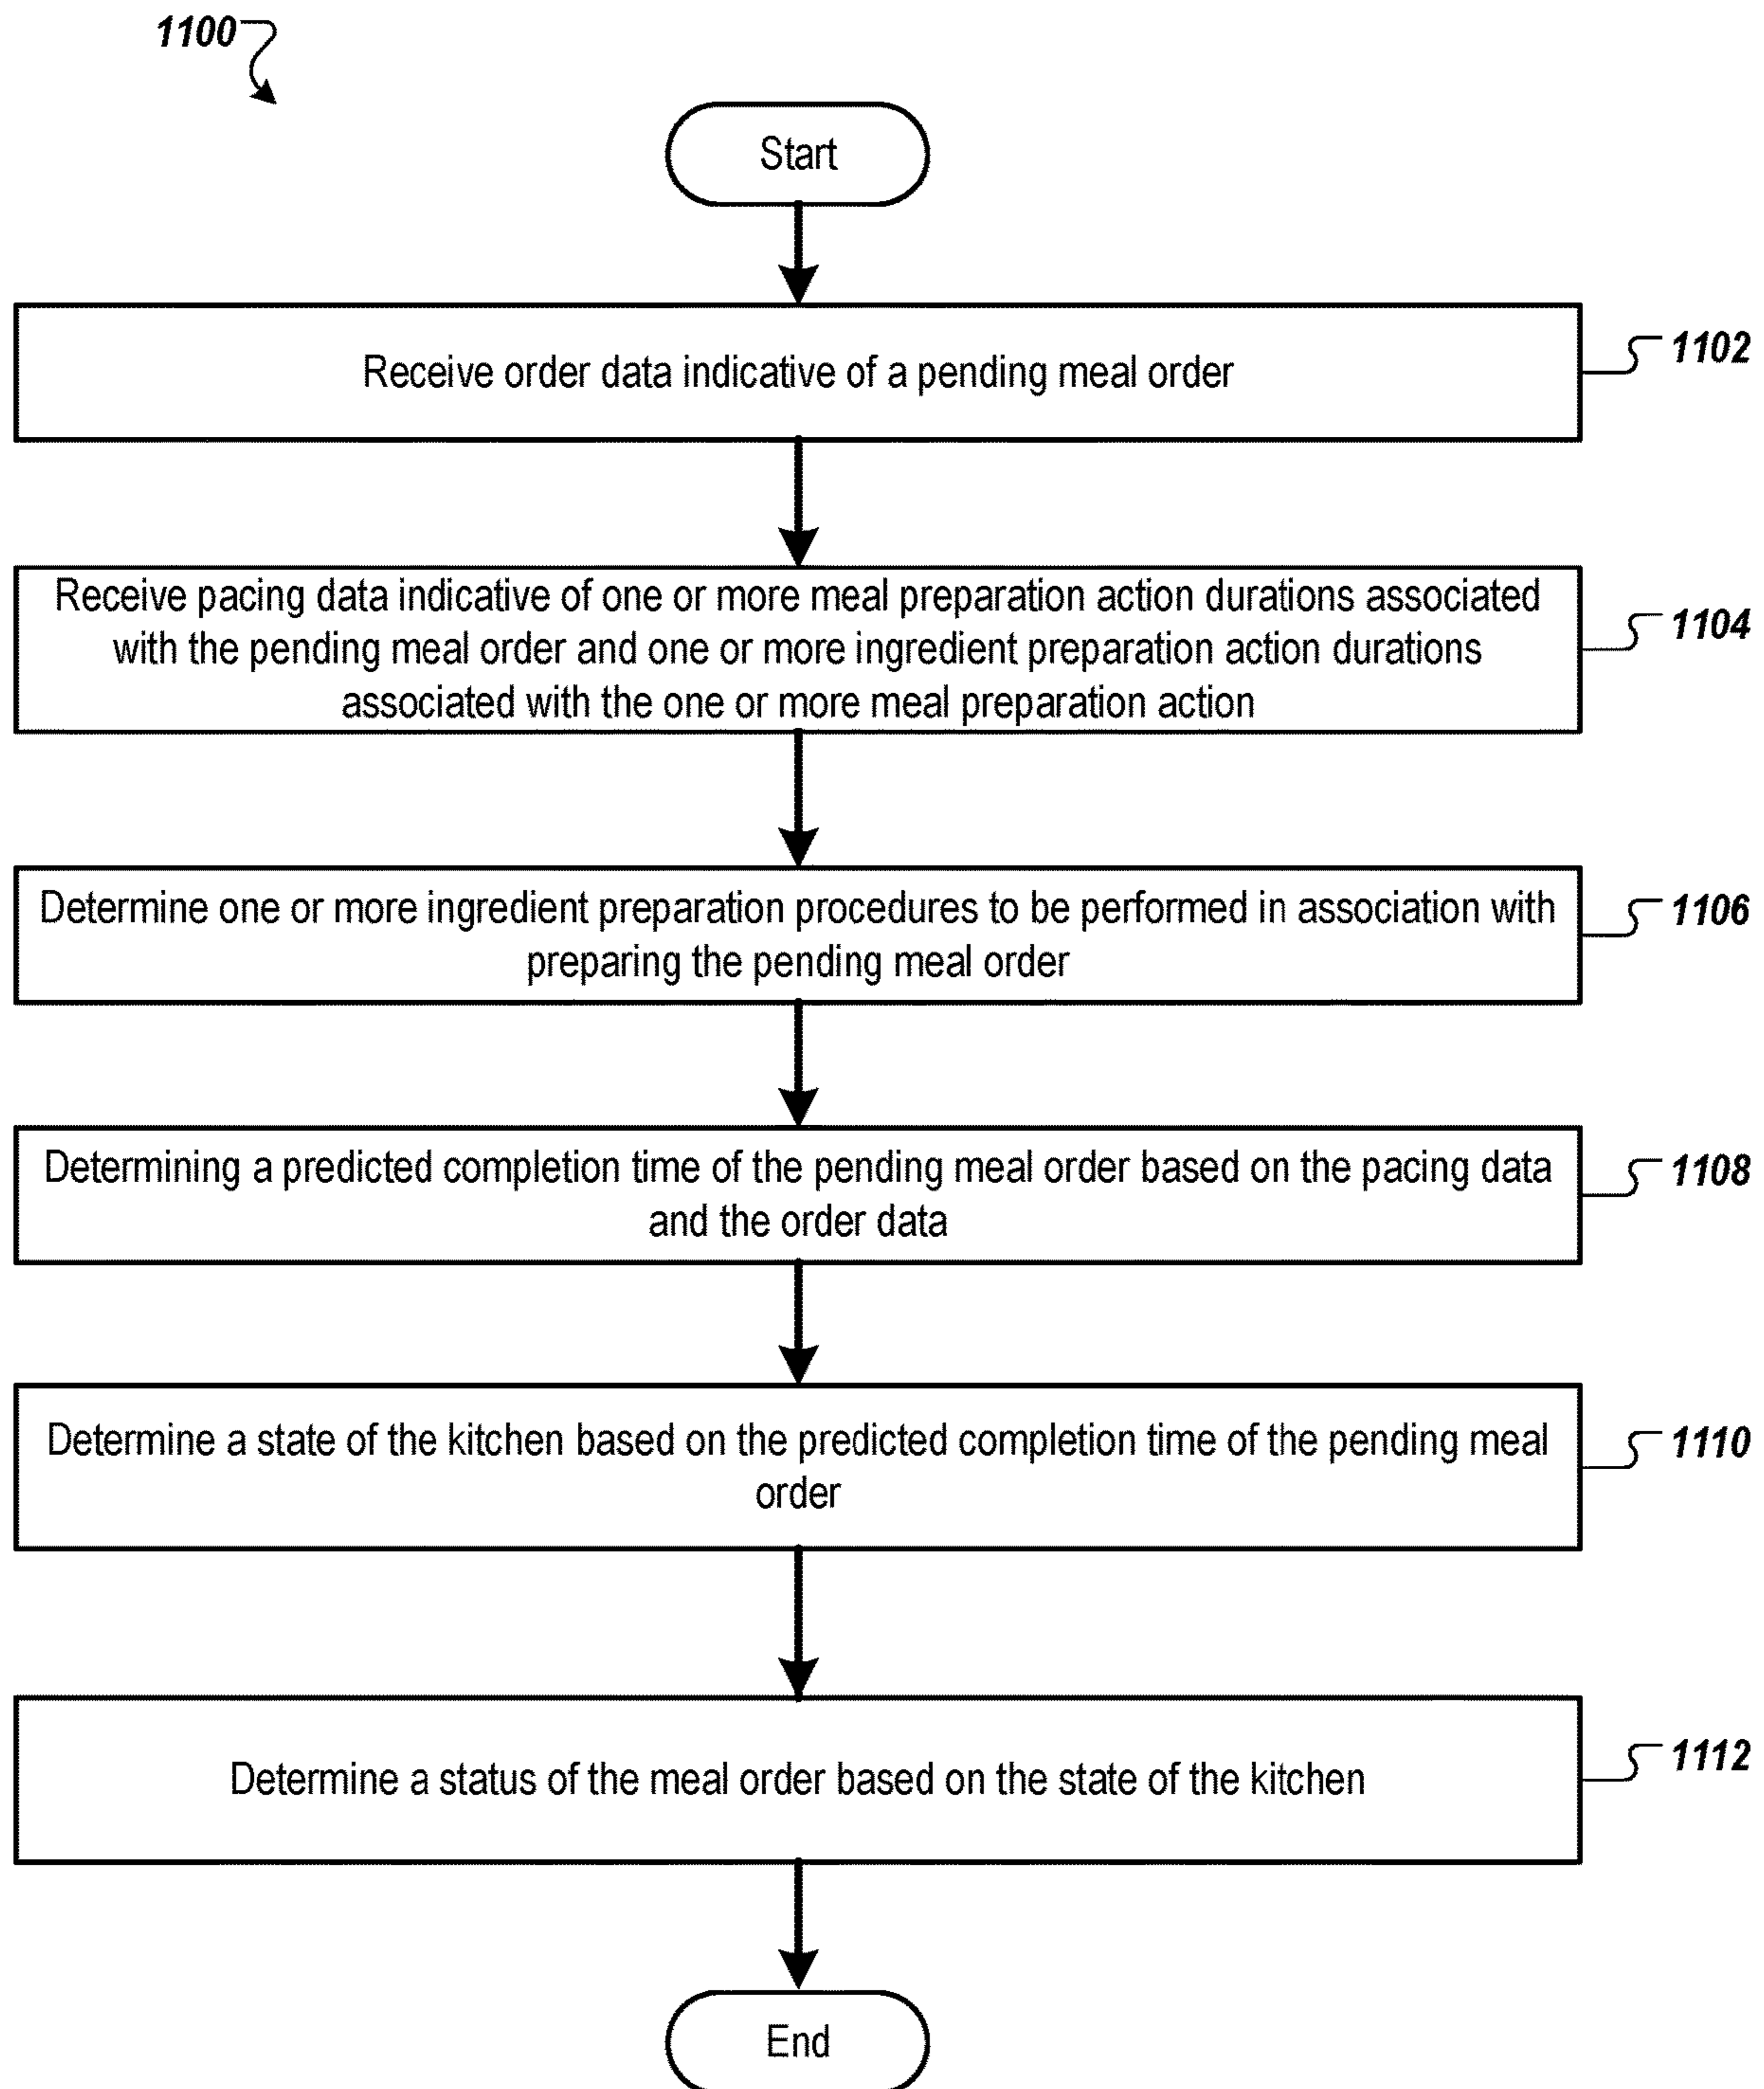 1100
Start
Receive order data indicative of a pending meal order
1102
Receive pacing data indicative of one or more meal preparation action durations associated
with the pending meal order and one or more ingredient preparation action durations
associated with the one or more meal preparation action
1104
Determine one or more ingredient preparation procedures to be performed in association with
preparing the pending meal order
1106
Determining a predicted completion time of the pending meal order based on the pacing data
and the order data
1108
Determine a state of the kitchen based on the predicted completion time of the pending meal
order
1110
Determine a status of the meal order based on the state of the kitchen
1112
End